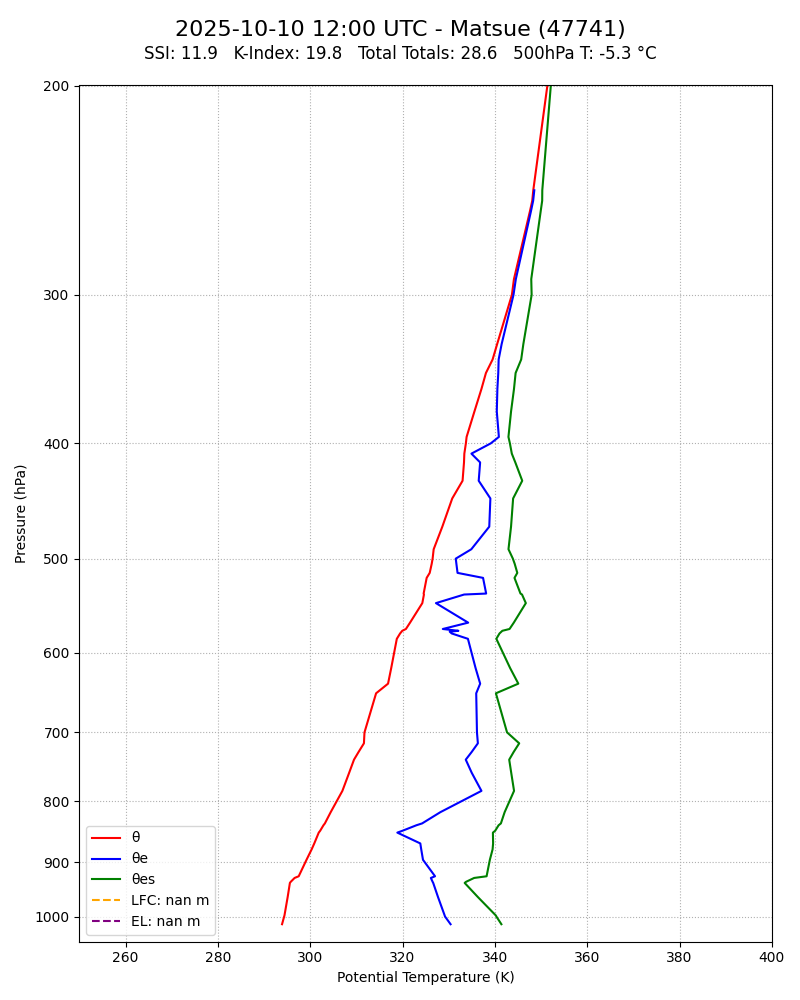 2025-10-10 12:00 UTC - Matsue (47741)
SSI: 11.9   K-Index: 19.8   Total Totals: 28.6   500hPa T: -5.3 °C
200
300
400
500
600
700
800
900
1000
Pressure (hPa)
θ
θe
θes
LFC: nan m
EL: nan m
260 280 300 320 340 360 380 400
Potential Temperature (K)